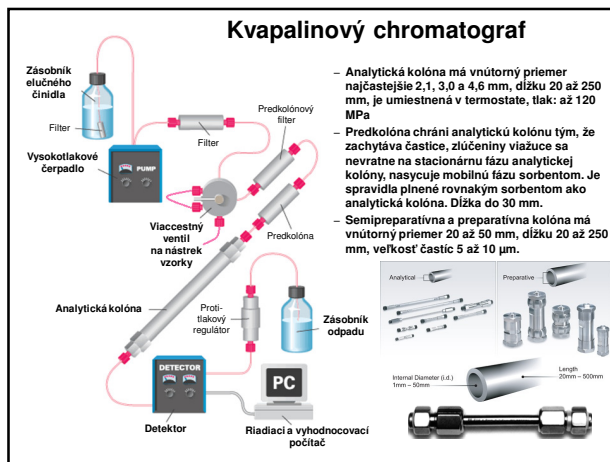 Kvapalinový chromatograf
Zásobník
elučného
činidla
Filter
Vysokotlakové
čerpadlo
PUMP
Filter
Predkolónový
filter
Viaccestný
ventil
na nástrek
vzorky
Predkolóna
Analytická kolóna
Proti-
tlakový
regulátor
Zásobník
odpadu
DETECTOR
Detektor
PC
Riadiaci a vyhodnocovací
počítač
– Analytická kolóna má vnútorný priemer
najčastejšie 2,1, 3,0 a 4,6 mm, dĺžku 20 až 250
mm, je umiestnená v termostate, tlak: až 120
MPa
– Predkolóna chráni analytickú kolónu tým, že
zachytáva častice, zlúčeniny viažuce sa
nevratne na stacionárnu fázu analytickej
kolóny, nasycuje mobilnú fázu sorbentom. Je
spravidla plnené rovnakým sorbentom ako
analytická kolóna. Dĺžka do 30 mm.
– Semipreparatívna a preparatívna kolóna má
vnútorný priemer 20 až 50 mm, dĺžku 20 až 250
mm, veľkosť častíc 5 až 10 µm.
Analytical
Preparative
Internal Diameter (i.d.)
1mm – 50mm
Length
20mm – 500mm